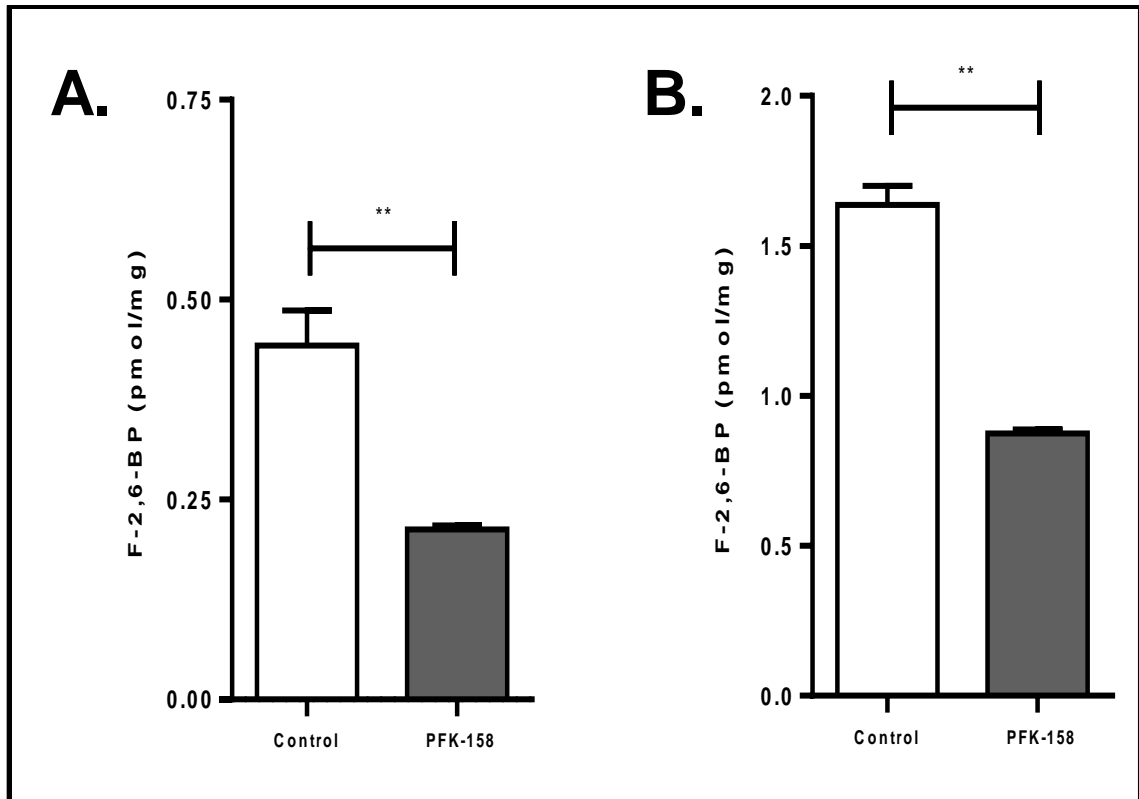 A.
**
F-2,6-BP (pmol/mg)
0.75
0.50
0.25
0.00
Control PFK-158
B.
**
F-2,6-BP (pmol/mg)
2.0
1.5
1.0
0.5
0.0
Control PFK-158